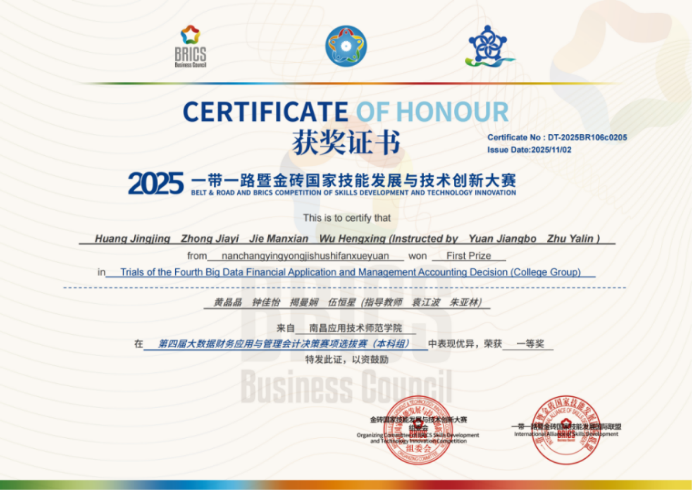 BRICS
Business Council
CERTIFICATE OF HONOUR
获奖证书
Certificate No : DT-2025BR106c0205
Issue Date:2025/11/02
2025 一带一路暨金砖国家技能发展与技术创新大赛
BELT & ROAD AND BRICS COMPETITION OF SKILLS DEVELOPMENT AND TECHNOLOGY INNOVATION
This is to certify that
Huang Jingjing Zhong Jiayi Jie Manxian Wu Hengxing (Instructed by Yuan Jiangbo Zhu Yalin )
from nanchangyingyongjishushifanxueyuan won First Prize
in Trials of the Fourth Big Data Financial Application and Management Accounting Decision (College Group)
黄晶晶 钟佳怡 揭曼娴 伍恒星 (指导教师 袁江波 朱亚林)
来自 南昌应用技术师范学院
在 第四届大数据财务应用与管理会计决策赛项选拔赛（本科组） 中表现优异，荣获 一等奖
特发此证，以资鼓励
Business Council
金砖国家技能发展与技术创新大赛
Organizing Committee of BRICS Skills Development
and Technology Innovation Competition
组委会
一带一路暨金砖国家技能发展国际联盟
International Alliance of Skills Development